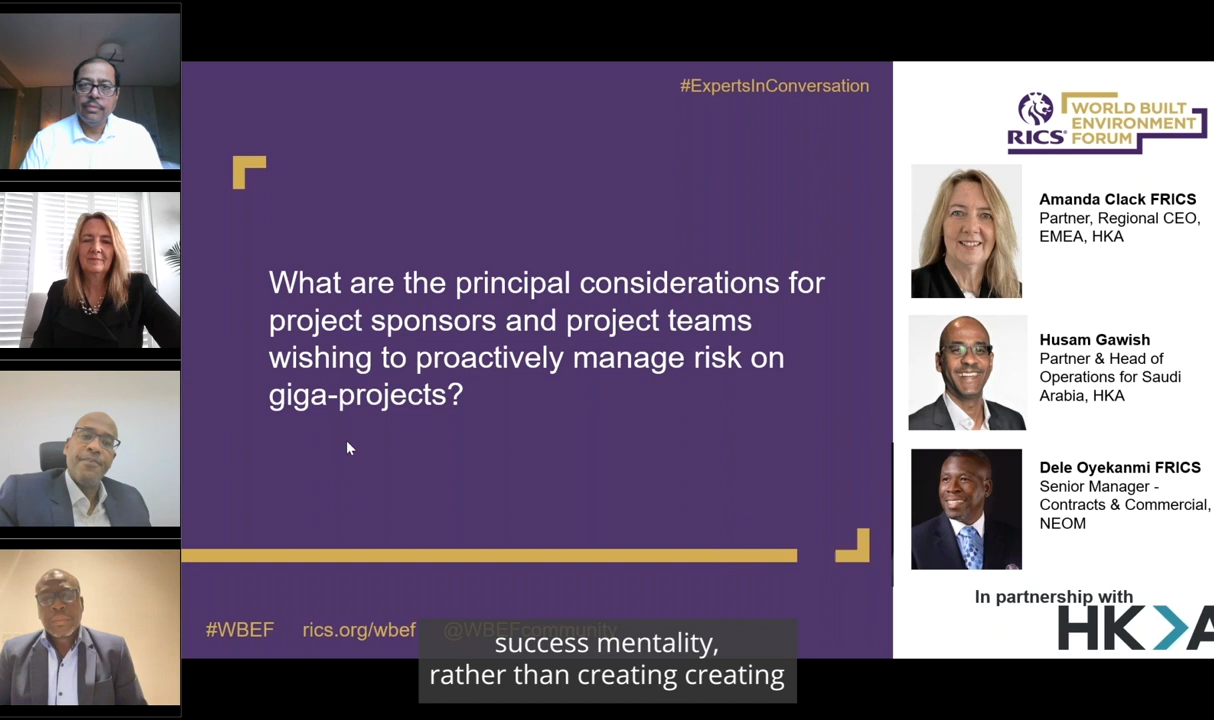 #ExpertsInConversation
What are the principal considerations for
project sponsors and project teams
wishing to proactively manage risk on
giga-projects?
#WBEF rics.org/wbef @WBEFcommunity
success mentality,
rather than creating creating
RICS
WORLD BUILT
ENVIRONMENT
FORUM
Amanda Clack FRICS
Partner, Regional CEO,
EMEA, HKA
Husam Gawish
Partner & Head of
Operations for Saudi
Arabia, HKA
Dele Oyekanmi FRICS
Senior Manager -
Contracts & Commercial,
NEOM
In partnership with
HKA